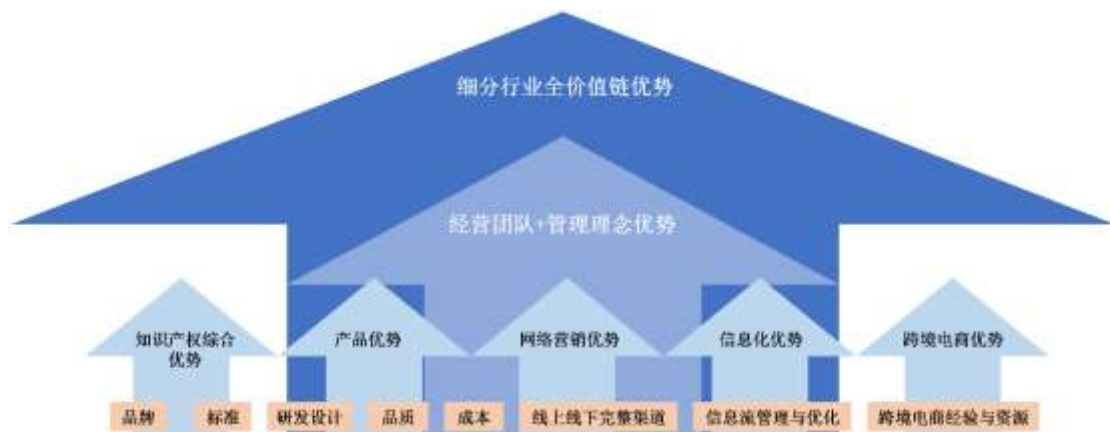 细分行业全价值链优势
经营团队+管理理念优势
知识产权综合
优势
产品优势
网络营销优势
信息化优势
跨境电商优势
品牌
标准
研发设计
品质
成本
线上线下完整渠道
信息流管理与优化
跨境电商经验与资源